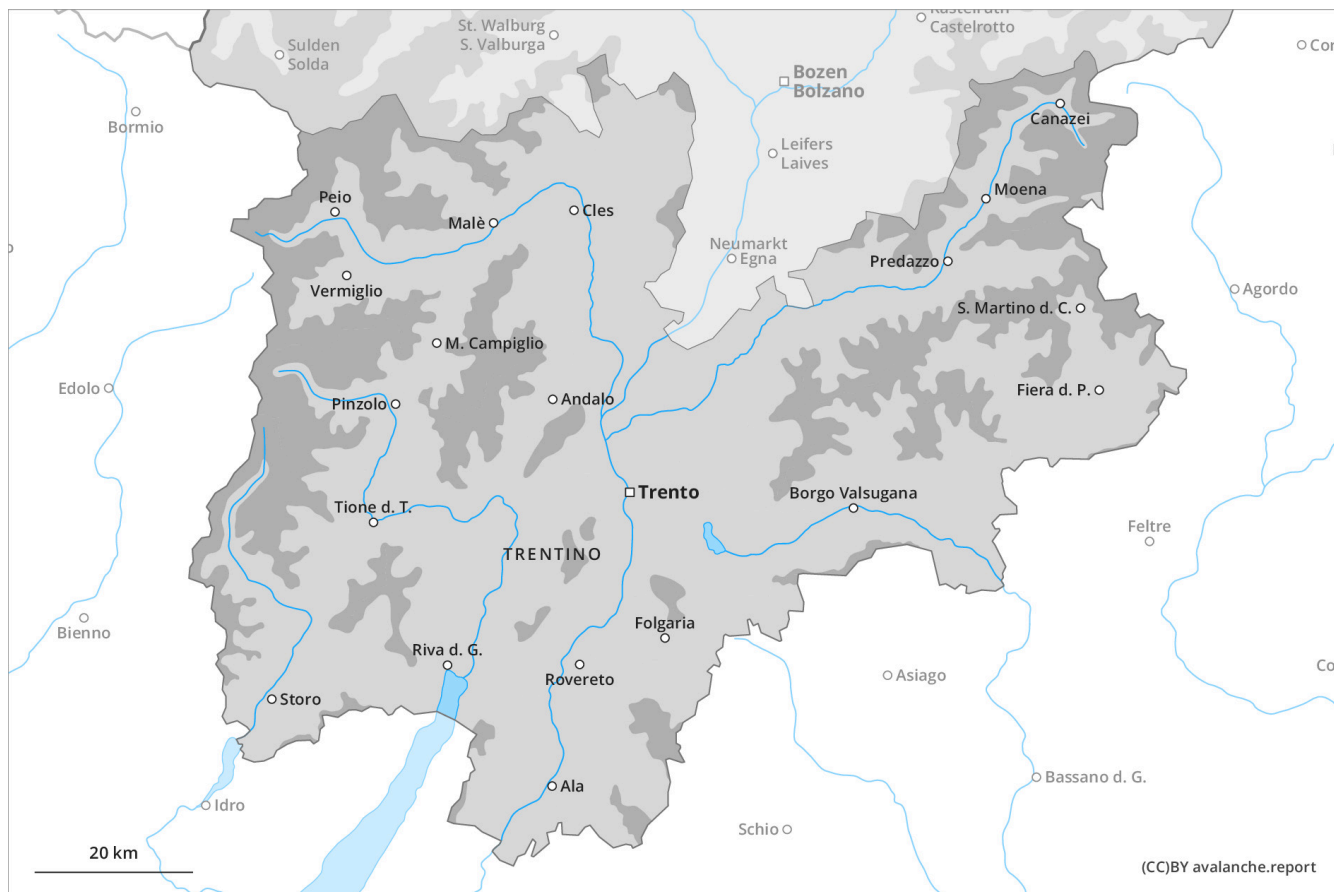 Kastelruth
Castelrotto
St. Walburg
S. Valburga
Sulden
Solda
Cor
Bozen
Bolzano
Bormio
Canazei
Leifers
Laives
Peio
Moena
Malè
Cles
Neumarkt
Egna
Predazzo
Vermiglio
Agordo
S. Martino d. C.
M. Campiglio
Edolo
Fiera d. P.
Pinzolo
Andalo
Trento
Borgo Valsugana
Tione d. T.
Feltre
TRENTINO
Bienno
Folgaria
Riva d. G.
Co
Rovereto
Asiago
Storo
Bassano d. G.
Ala
Idro
Schio
20 km
(CC)BY avalanche.report